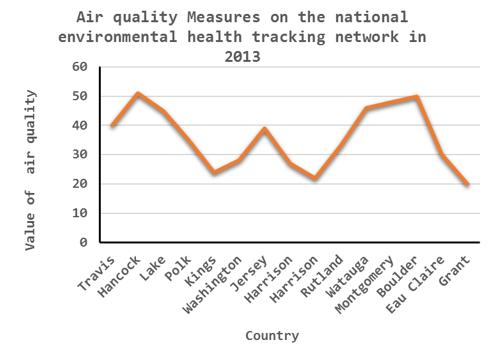 Air quality Measures on the national
environmental health tracking network in
2013
Value of  air quality
60
50
40
30
20
10
0
Travis
Hancock
Lake
Polk
Kings
Washington
Jersey
Harrison
Harrison
Rutland
Watauga
Montgomery
Boulder
Eau Claire
Grant
Country